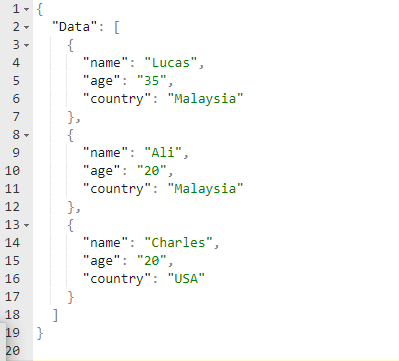 1 {
2   "Data": [
3     {
4       "name": "Lucas",
5       "age": "35",
6       "country": "Malaysia"
7     },
8     {
9       "name": "Ali",
10       "age": "20",
11       "country": "Malaysia"
12     },
13     {
14       "name": "Charles",
15       "age": "20",
16       "country": "USA"
17     }
18   ]
19 }
20